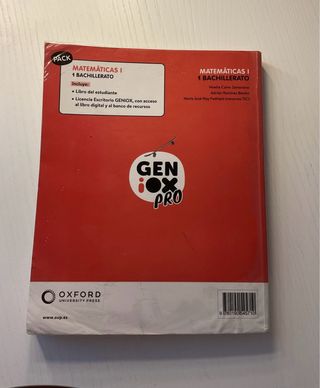 PACK
MATEMÁTICAS I
1 BACHILLERATO
Incluye:
• Libro del estudiante
• Licencia Escritorio GENIOX, con acceso
al libro digital y al banco de recursos
MATEMÁTICAS I
1 BACHILLERATO
GEN
iOX
PRO
OXFORD
UNIVERSITY PRESS
www.oup.es